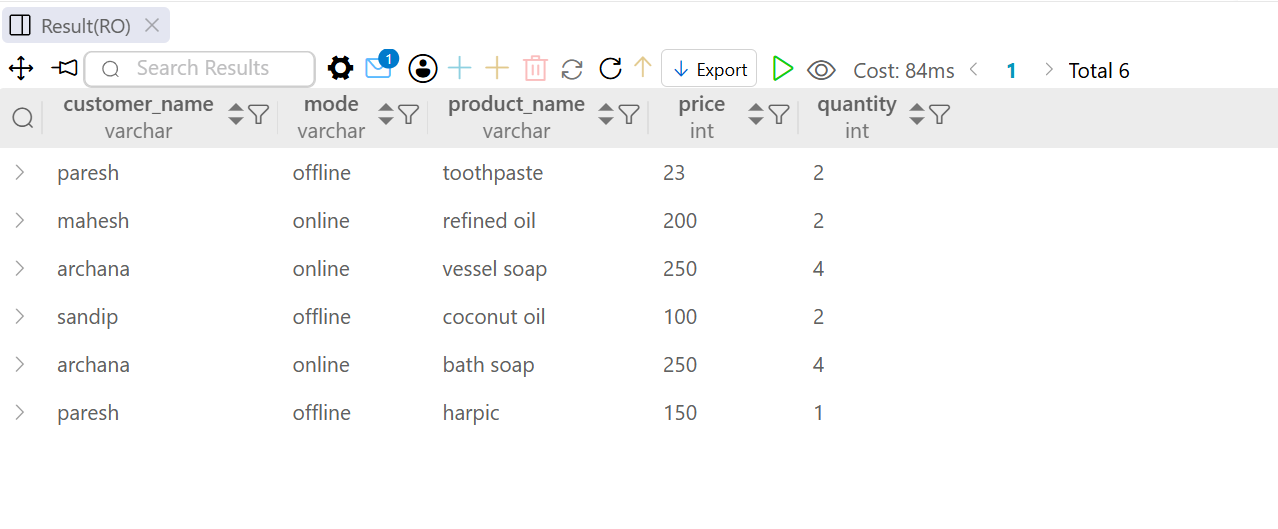 Result(RO)
Search Results 1 Export Cost: 84ms 1 Total 6
customer_name mode product_name price quantity
varchar varchar varchar int int
paresh offline toothpaste 23 2
mahesh online refined oil 200 2
archana online vessel soap 250 4
sandip offline coconut oil 100 2
archana online bath soap 250 4
paresh offline harpic 150 1